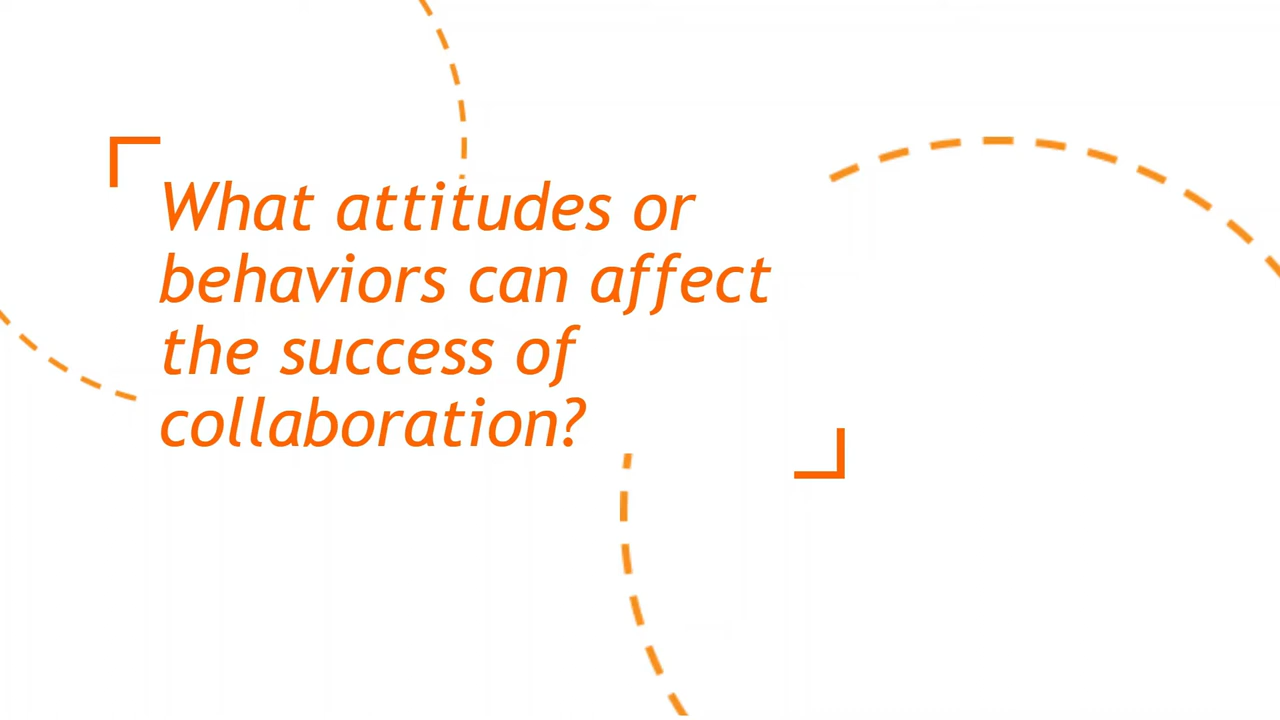 What attitudes or
behaviors can affect
the success of
collaboration?